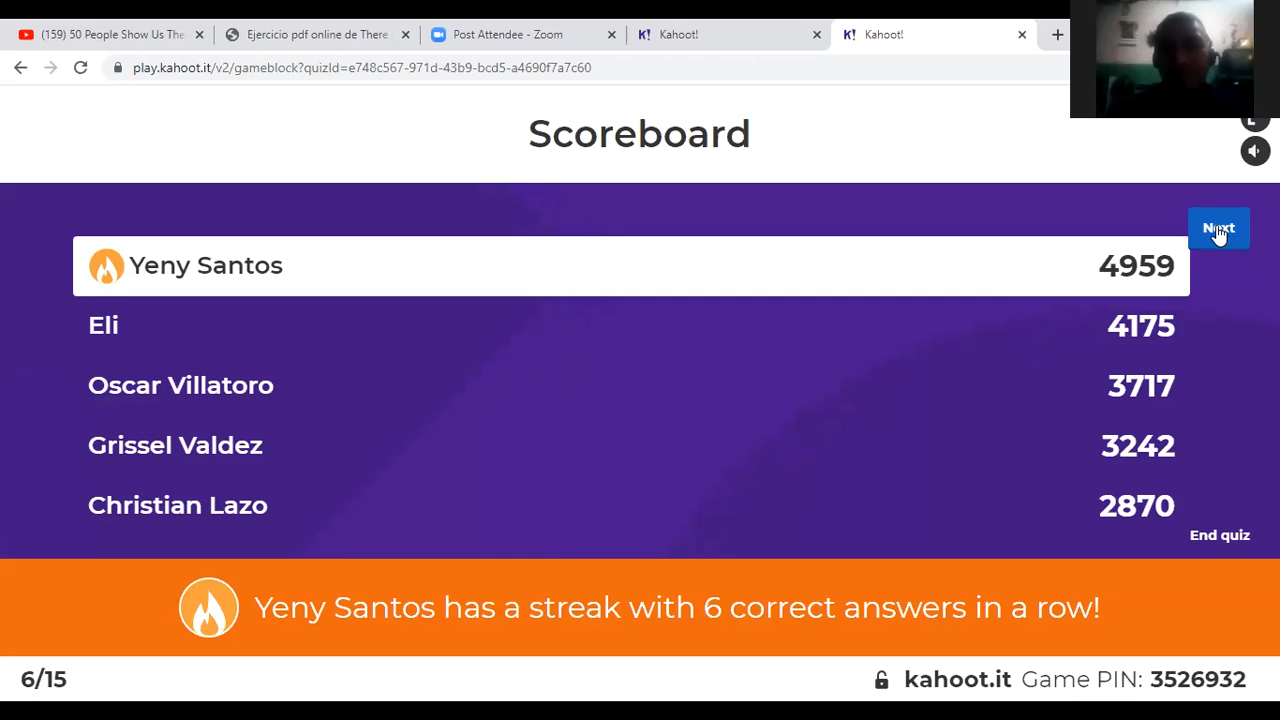 (159) 50 People Show Us The
Ejercicio pdf online de There
Post Attendee - Zoom
K! Kahoot!
K! Kahoot!
play.kahoot.it/v2/gameblock?quizId=e748c567-971d-43b9-bcd5-a4690f7a7c60
Scoreboard
Next
Yeny Santos 4959
Eli 4175
Oscar Villatoro 3717
Grissel Valdez 3242
Christian Lazo 2870
End quiz
Yeny Santos has a streak with 6 correct answers in a row!
6/15
kahoot.it Game PIN: 3526932